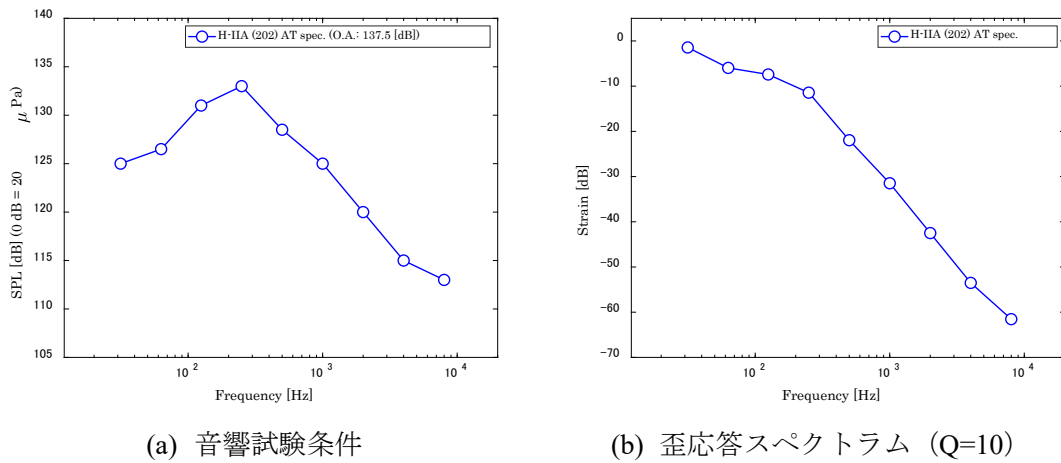 H-IIA (202) AT spec. (O.A.: 137.5 [dB])
140
135
130
125
120
115
110
105
10 2
10 3
10 4
SPL [dB] (0 dB = 20 μ Pa)
Frequency [Hz]
(a) 音響試験条件
H-IIA (202) AT spec.
0
-10
-20
-30
-40
-50
-60
-70
10 2
10 3
10 4
Strain [dB]
Frequency [Hz]
(b) 歪応答スペクトラム（Q=10）